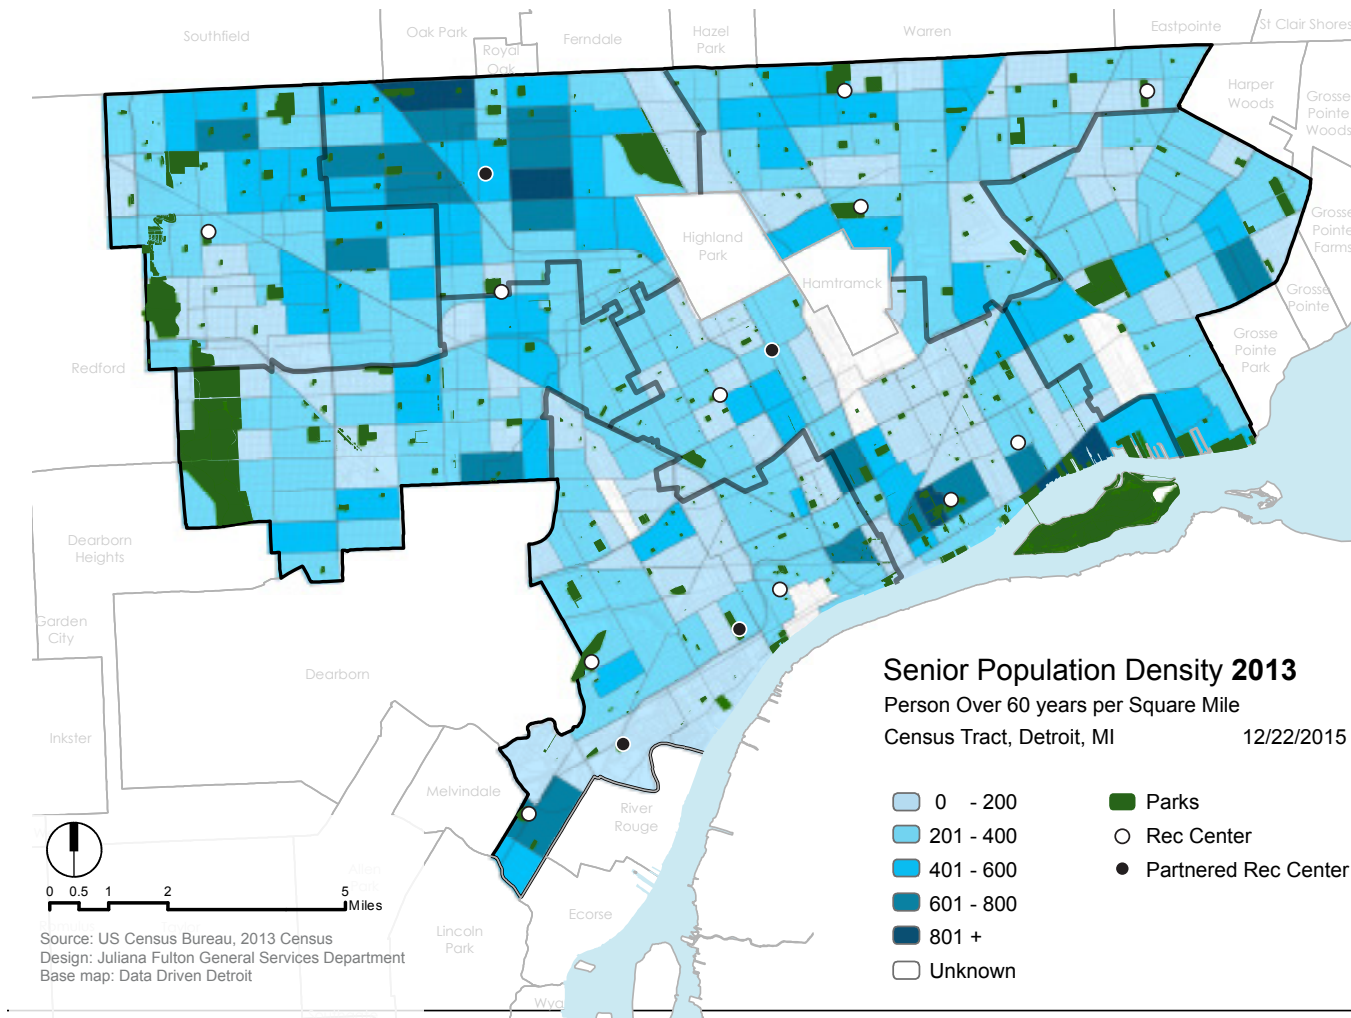 Southfield
Oak Park
Royal
Oak
Ferndale
Hazel
Park
Warren
Eastpointe
St Clair Shores
Harper
Woods
Grosse
Pointe
Woods
Grosse
Pointe
Farms
Grosse
Pointe
Grosse
Pointe
Park
Highland
Park
Hamtramck
Redford
Dearborn
Heights
Garden
City
Dearborn
Inkster
Melvindale
River
Rouge
Allen
Park
Ecorse
Lincoln
Park
Senior Population Density 2013
Person Over 60 years per Square Mile
Census Tract, Detroit, MI 12/22/2015
0 - 200
201 - 400
401 - 600
601 - 800
801 +
Unknown
Parks
Rec Center
Partnered Rec Center
0 0.5 1 2 5
Miles
Source: US Census Bureau, 2013 Census
Design: Juliana Fulton General Services Department
Base map: Data Driven Detroit